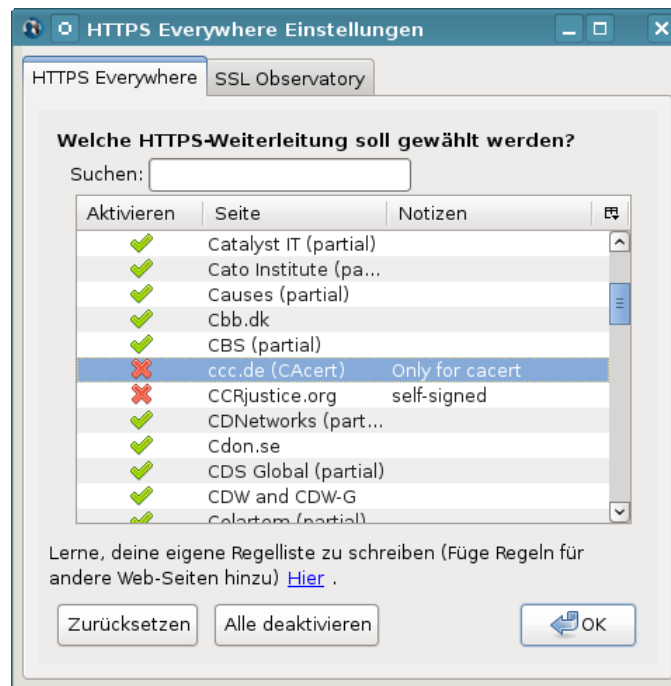 HTTPS Everywhere Einstellungen
HTTPS Everywhere SSL Observatory
Welche HTTPS-Weiterleitung soll gewählt werden?
Suchen:
Aktivieren Seite Notizen
Catalyst IT (partial)
Cato Institute (pa...
Causes (partial)
Cbb.dk
CBS (partial)
ccc.de (CAcert) Only for cacert
CCRjustice.org self-signed
CDNetworks (part...
Cdon.se
CDS Global (partial)
CDW and CDW-G
Celartem (partial)
Lerne, deine eigene Regelliste zu schreiben (Füge Regeln für
andere Web-Seiten hinzu) Hier .
Zurücksetzen Alle deaktivieren OK